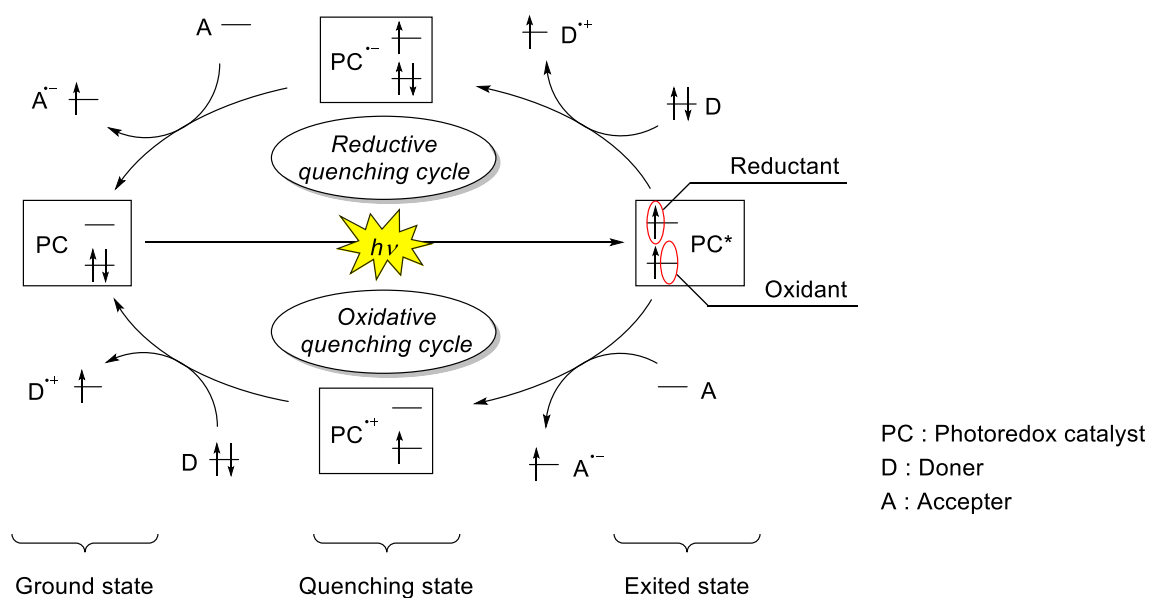 A
PC•−
D•+
A•−
D
Reductive
quenching cycle
Reductant
PC
hν
PC*
Oxidant
Oxidative
quenching cycle
D•+
PC•+
A
D
A•−
PC : Photoredox catalyst
D : Doner
A : Accepter
Ground state
Quenching state
Exited state